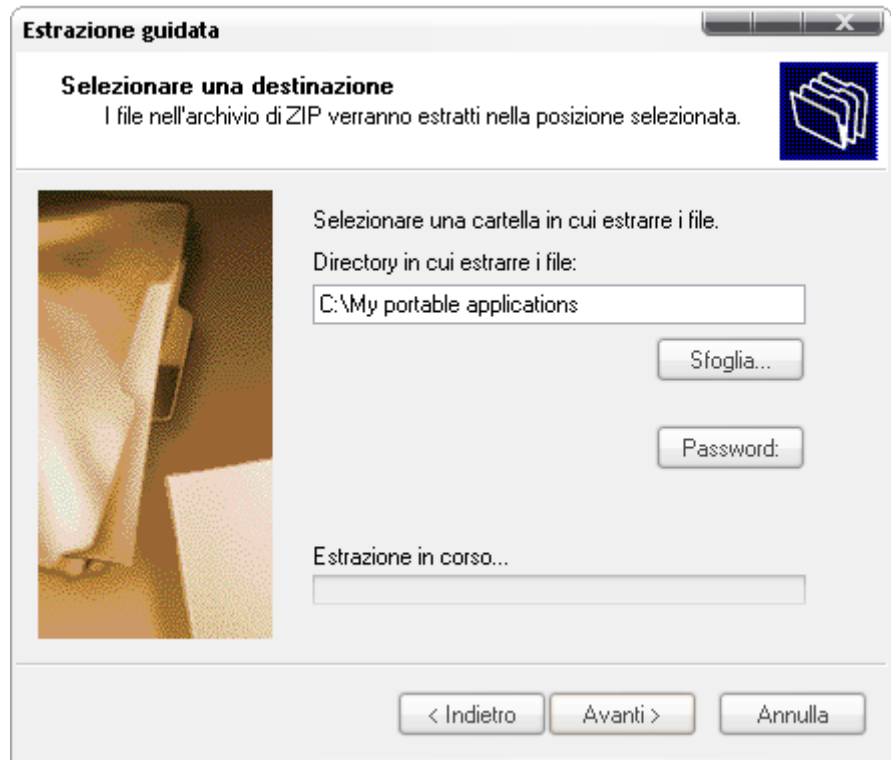 Estrazione guidata
Selezionare una destinazione
I file nell'archivio di ZIP verranno estratti nella posizione selezionata.
Selezionare una cartella in cui estrarre i file.
Directory in cui estrarre i file:
C:\My portable applications
Sfoglia...
Password:
Estrazione in corso...
< Indietro Avanti > Annulla